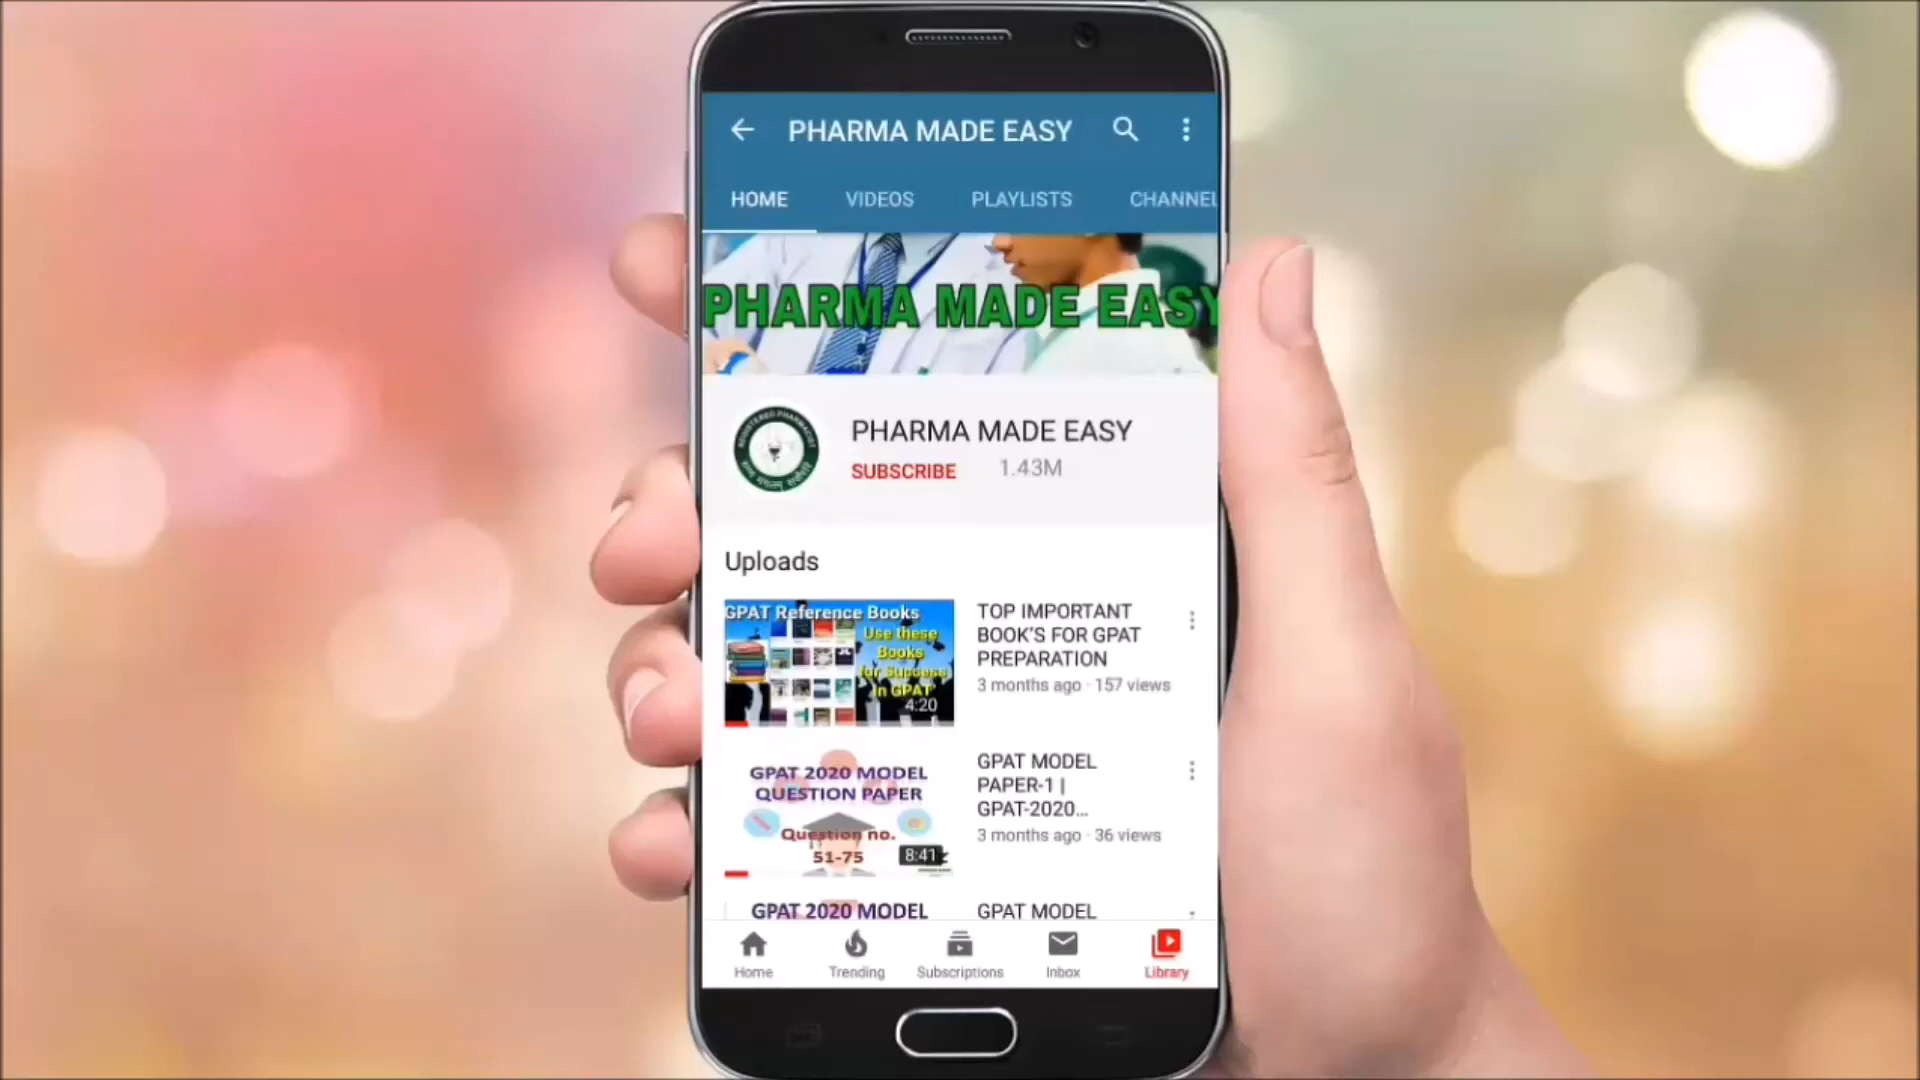 PHARMA MADE EASY
HOME VIDEOS PLAYLISTS CHANNEL
PHARMA MADE EASY
REGISTERED PHARMACIST
PHARMA MADE EASY
SUBSCRIBE 1.43M
Uploads
GPAT Reference Books
Use these
Books
for Success
In GPAT
4:20
TOP IMPORTANT
BOOK'S FOR GPAT
PREPARATION
3 months ago · 157 views
GPAT 2020 MODEL
QUESTION PAPER
Question no.
51-75
8:41
GPAT MODEL
PAPER-1 |
GPAT-2020...
3 months ago · 36 views
GPAT 2020 MODEL
GPAT MODEL
Home Trending Subscriptions Inbox Library